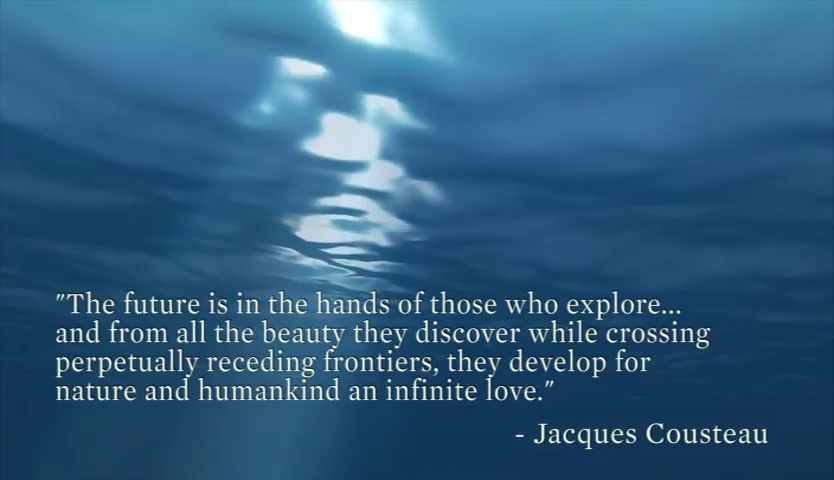 "The future is in the hands of those who explore...
and from all the beauty they discover while crossing
perpetually receding frontiers, they develop for
nature and humankind an infinite love."
- Jacques Cousteau